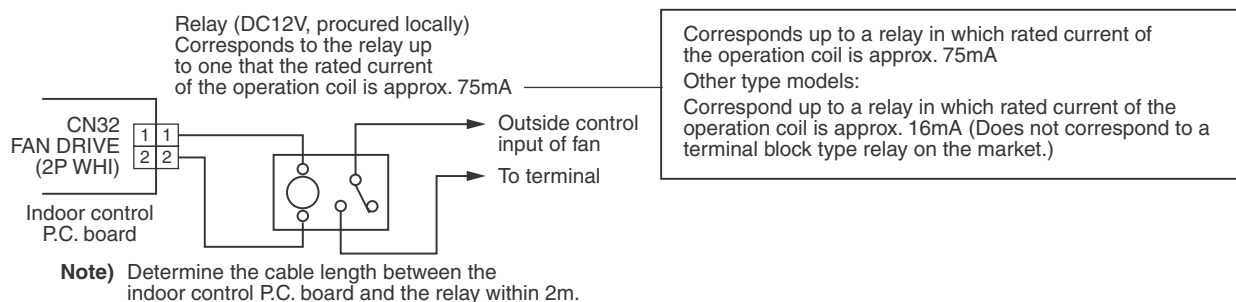 Relay (DC12V, procured locally)
Corresponds to the relay up
to one that the rated current
of the operation coil is approx. 75mA
Corresponds up to a relay in which rated current of
the operation coil is approx. 75mA
Other type models:
Correspond up to a relay in which rated current of the
operation coil is approx. 16mA (Does not correspond to a
terminal block type relay on the market.)
CN32
FAN DRIVE
(2P WHI)
1 1
2 2
Outside control
input of fan
To terminal
Indoor control
P.C. board
Note) Determine the cable length between the
indoor control P.C. board and the relay within 2m.